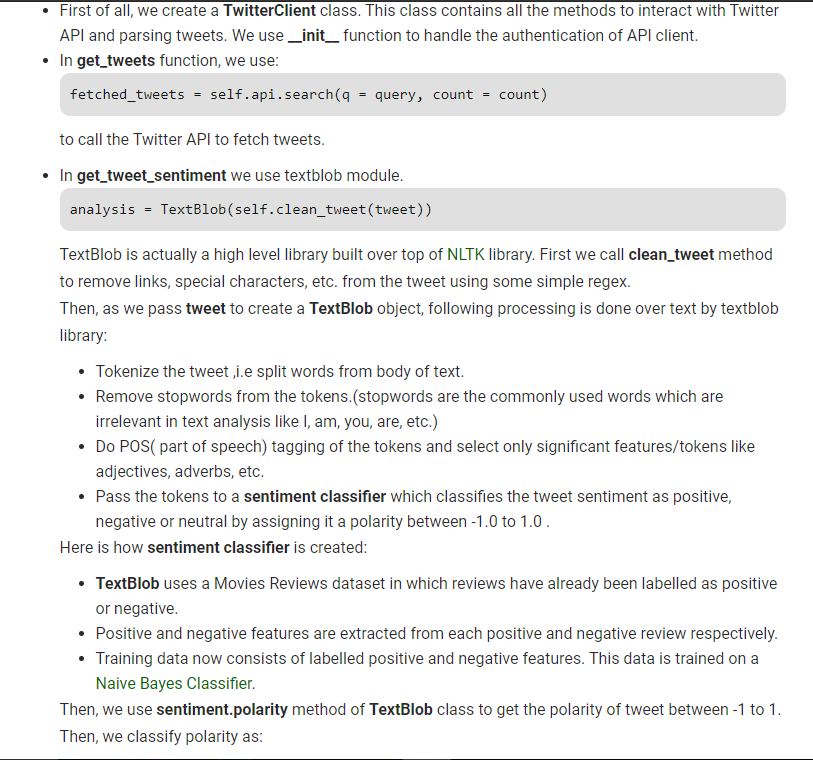 First of all, we create a TwitterClient class. This class contains all the methods to interact with Twitter
API and parsing tweets. We use __init__ function to handle the authentication of API client.
In get_tweets function, we use:
fetched_tweets = self.api.search(q = query, count = count)
to call the Twitter API to fetch tweets.
In get_tweet_sentiment we use textblob module.
analysis = TextBlob(self.clean_tweet(tweet))
TextBlob is actually a high level library built over top of NLTK library. First we call clean_tweet method
to remove links, special characters, etc. from the tweet using some simple regex.
Then, as we pass tweet to create a TextBlob object, following processing is done over text by textblob
library:
Tokenize the tweet ,i.e split words from body of text.
Remove stopwords from the tokens.(stopwords are the commonly used words which are
irrelevant in text analysis like I, am, you, are, etc.)
Do POS( part of speech) tagging of the tokens and select only significant features/tokens like
adjectives, adverbs, etc.
Pass the tokens to a sentiment classifier which classifies the tweet sentiment as positive,
negative or neutral by assigning it a polarity between -1.0 to 1.0 .
Here is how sentiment classifier is created:
TextBlob uses a Movies Reviews dataset in which reviews have already been labelled as positive
or negative.
Positive and negative features are extracted from each positive and negative review respectively.
Training data now consists of labelled positive and negative features. This data is trained on a
Naive Bayes Classifier.
Then, we use sentiment.polarity method of TextBlob class to get the polarity of tweet between -1 to 1.
Then, we classify polarity as: